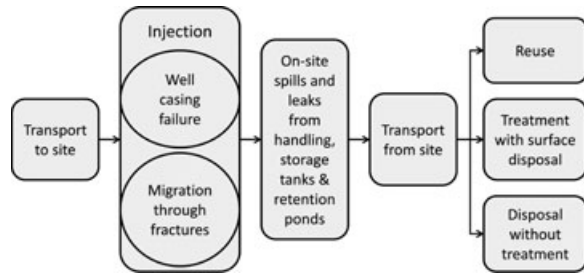 Transport
to site
Injection
Well
casing
failure
Migration
through
fractures
On-site
spills and
leaks from
handling,
storage
tanks &
retention
ponds
Transport
from site
Reuse
Treatment
with surface
disposal
Disposal
without
treatment